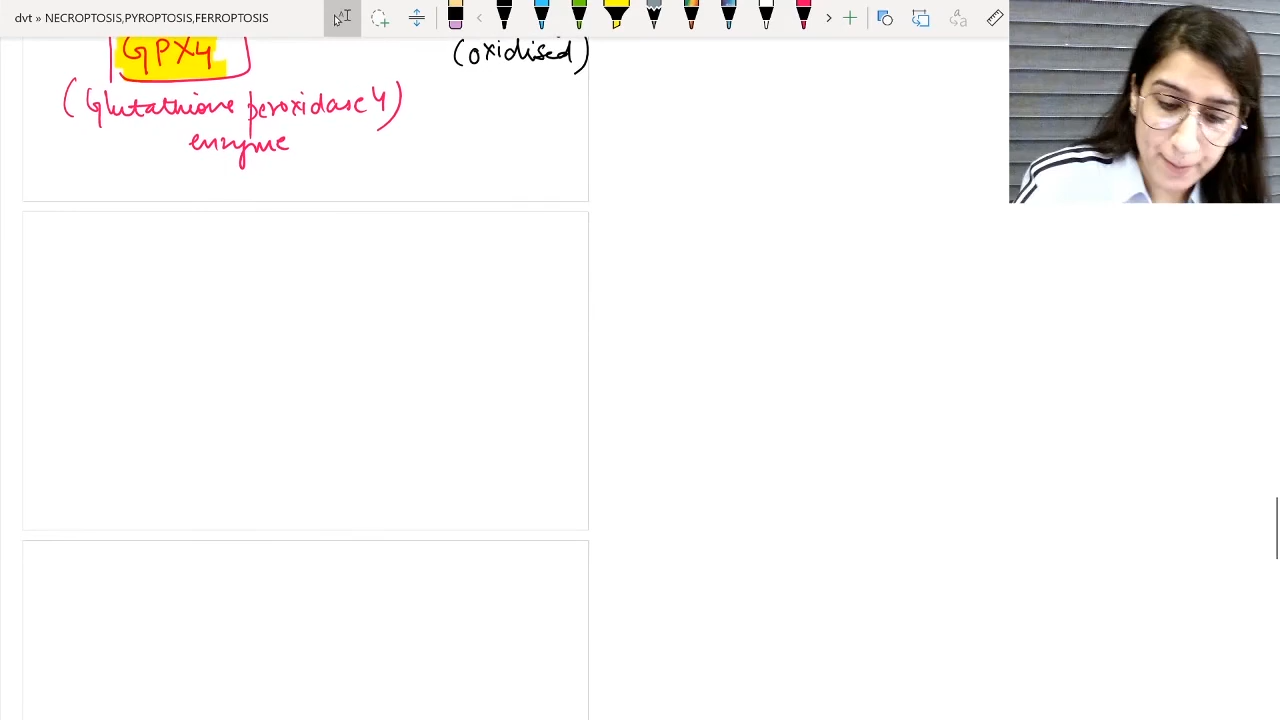 dvt » NECROPTOSIS,PYROPTOSIS,FERROPTOSIS
GPX4
(oxidised)
(Glutathione peroxidase 4)
enzyme